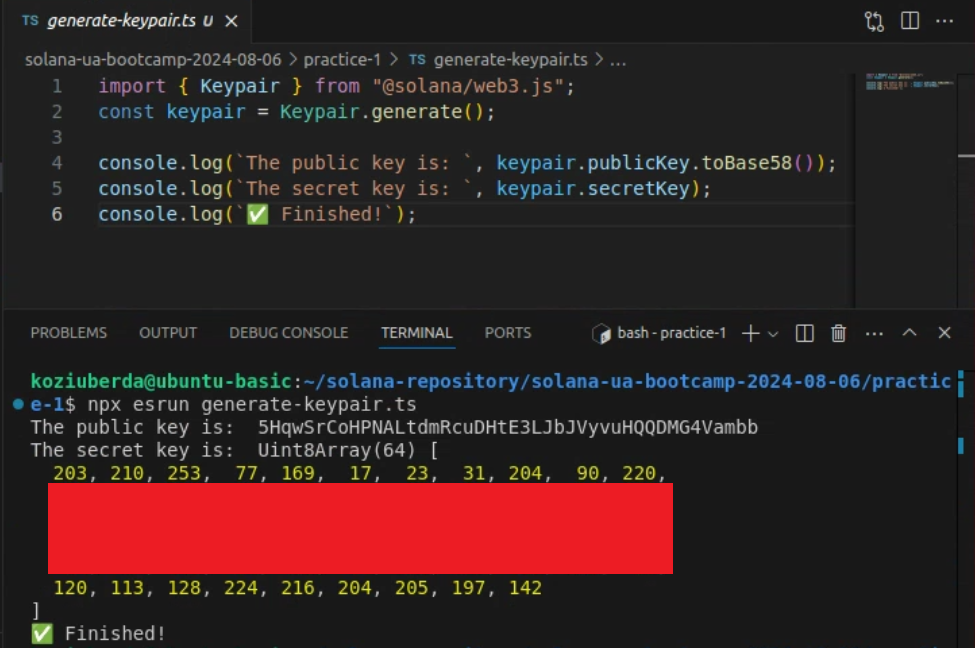 TS generate-keypair.ts U
solana-ua-bootcamp-2024-08-06 > practice-1 > TS generate-keypair.ts > ...
1 import { Keypair } from "@solana/web3.js";
2 const keypair = Keypair.generate();
3
4 console.log(`The public key is: `, keypair.publicKey.toBase58());
5 console.log(`The secret key is: `, keypair.secretKey);
6 console.log(`✅ Finished!`);
PROBLEMS OUTPUT DEBUG CONSOLE TERMINAL PORTS bash - practice-1
koziuberda@ubuntu-basic:~/solana-repository/solana-ua-bootcamp-2024-08-06/practic
e-1$ npx esrun generate-keypair.ts
The public key is:  5HqwSrCoHPNALtdmRcuDHtE3LJbJVyvuHQQDMG4Vambb
The secret key is:  Uint8Array(64) [
203, 210, 253, 77, 169, 17, 23, 31, 204, 90, 220,
120, 113, 128, 224, 216, 204, 205, 197, 142
]
✅ Finished!